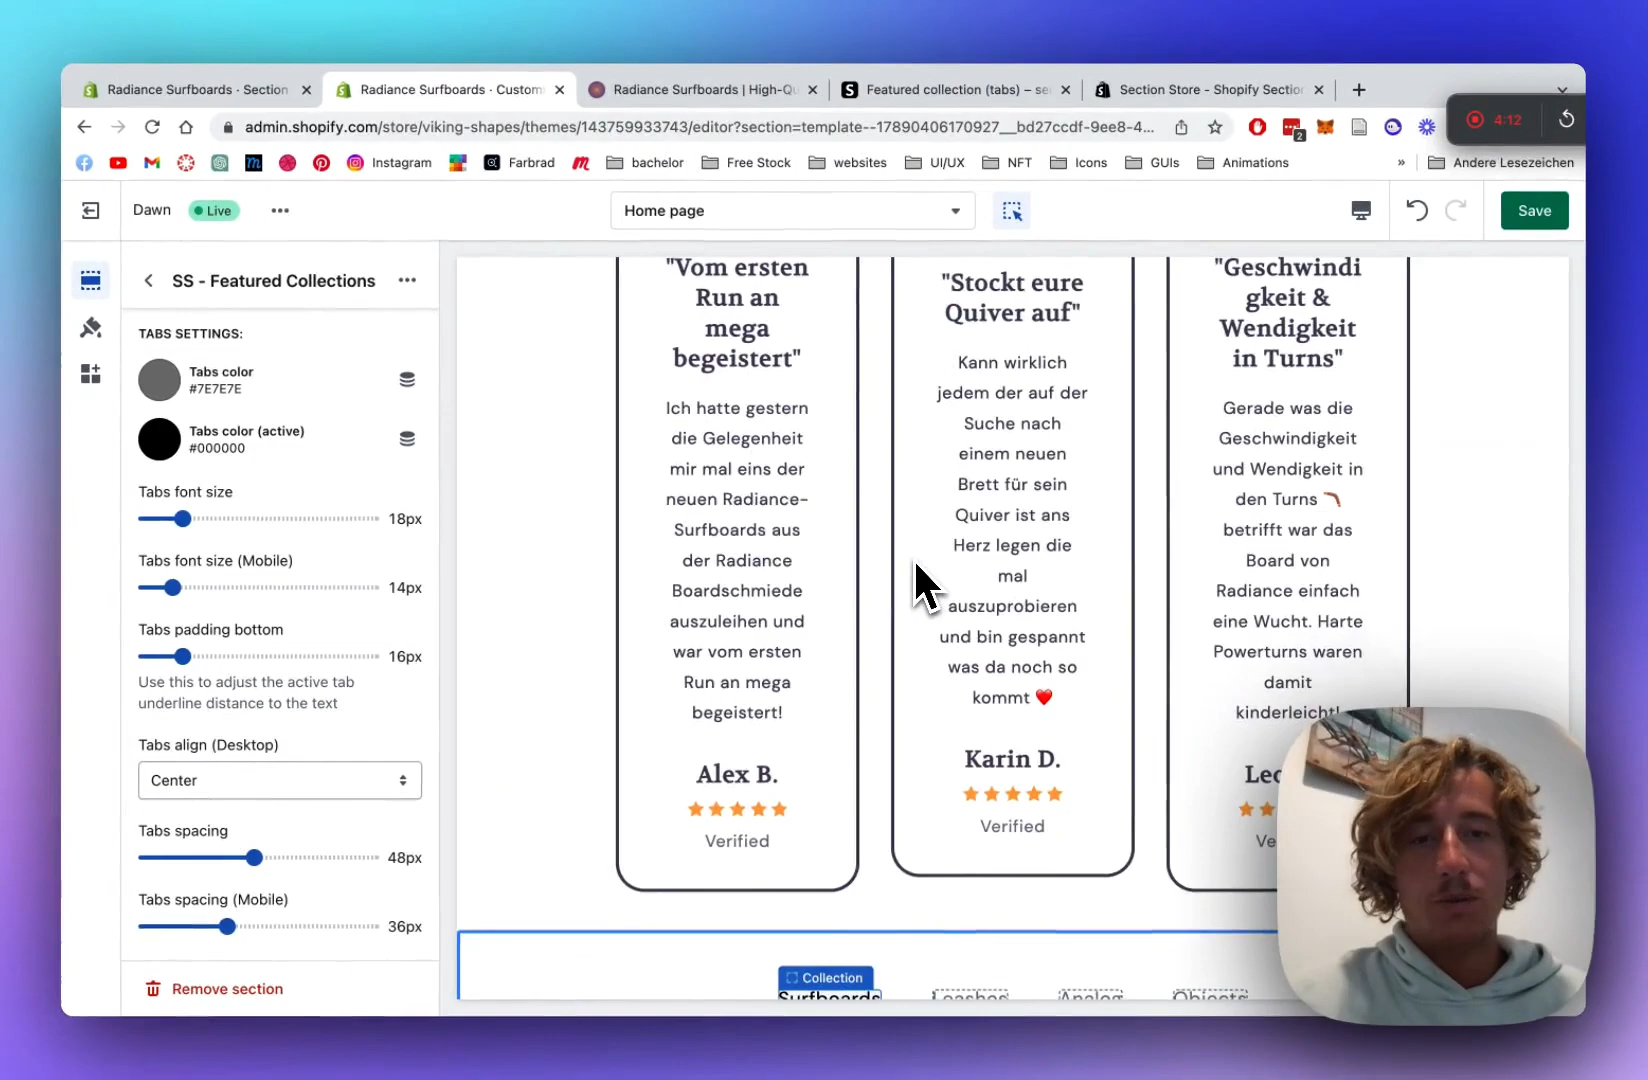 Radiance Surfboards · Section
Radiance Surfboards · Custom
Radiance Surfboards | High-Qu
Featured collection (tabs) – se
Section Store - Shopify Section
admin.shopify.com/store/viking-shapes/themes/143759933743/editor?section=template--17890406170927__bd27ccdf-9ee8-4...
2
4:12
Instagram
Farbrad
bachelor
Free Stock
websites
UI/UX
NFT
Icons
GUIs
Animations
»
Andere Lesezeichen
Dawn
Live
Home page
Save
SS - Featured Collections
TABS SETTINGS:
Tabs color
#7E7E7E
Tabs color (active)
#000000
Tabs font size
18px
Tabs font size (Mobile)
14px
Tabs padding bottom
16px
Use this to adjust the active tab
underline distance to the text
Tabs align (Desktop)
Center
Tabs spacing
48px
Tabs spacing (Mobile)
36px
Remove section
"Vom ersten
Run an
mega
begeistert"
Ich hatte gestern
die Gelegenheit
mir mal eins der
neuen Radiance-
Surfboards aus
der Radiance
Boardschmiede
auszuleihen und
war vom ersten
Run an mega
begeistert!
Alex B.
Verified
"Stockt eure
Quiver auf"
Kann wirklich
jedem der auf der
Suche nach
einem neuen
Brett für sein
Quiver ist ans
Herz legen die
mal
auszuprobieren
und bin gespannt
was da noch so
kommt ❤️
Karin D.
Verified
"Geschwindi
gkeit &
Wendigkeit
in Turns"
Gerade was die
Geschwindigkeit
und Wendigkeit in
den Turns 🪃
betrifft war das
Board von
Radiance einfach
eine Wucht. Harte
Powerturns waren
damit
kinderleicht!
Leo
Ve
Collection
Surfboards
Leashes
Analog
Objects